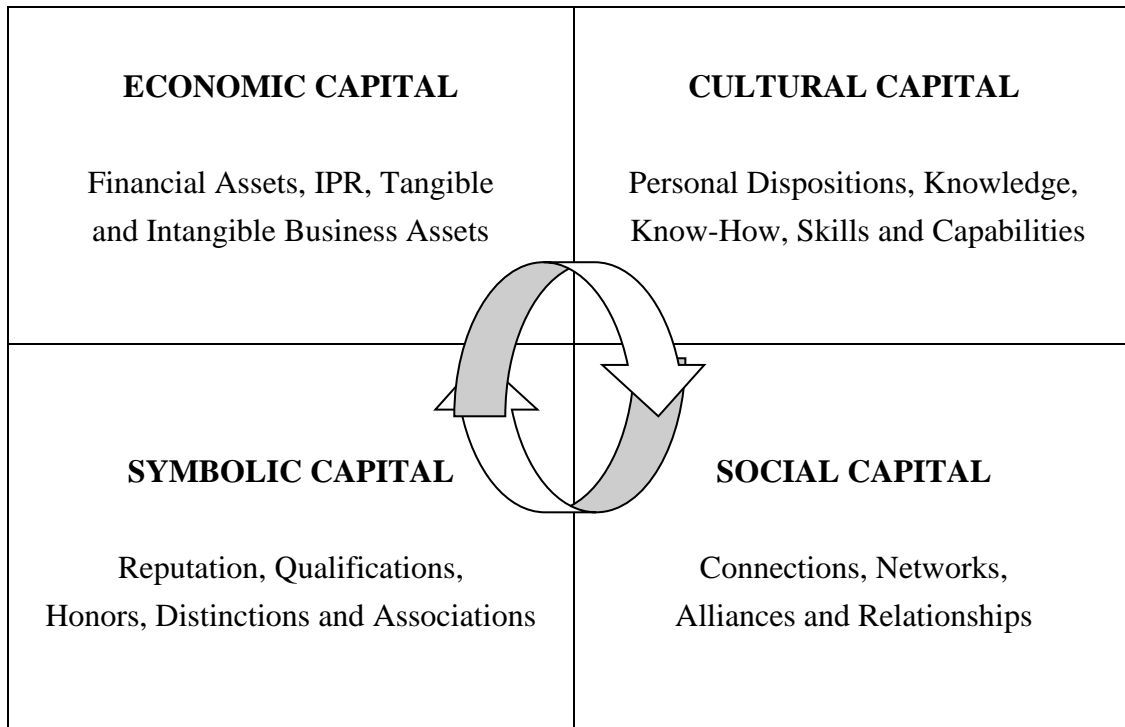 ECONOMIC CAPITAL
Financial Assets, IPR, Tangible
and Intangible Business Assets
CULTURAL CAPITAL
Personal Dispositions, Knowledge,
Know-How, Skills and Capabilities
SYMBOLIC CAPITAL
Reputation, Qualifications,
Honors, Distinctions and Associations
SOCIAL CAPITAL
Connections, Networks,
Alliances and Relationships